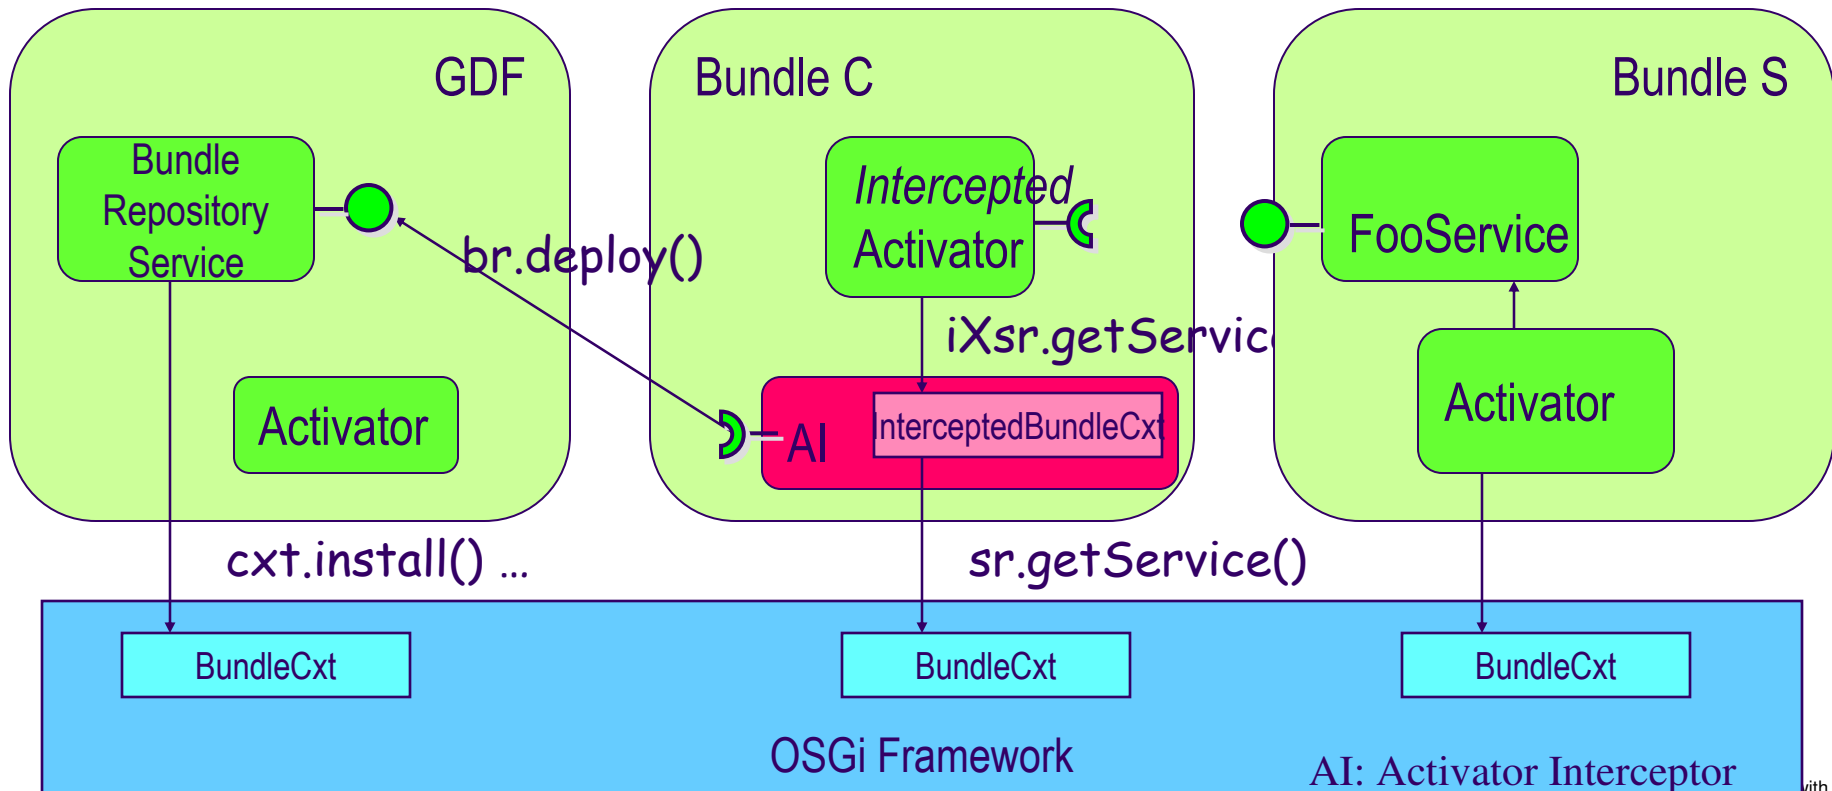 GDF
Bundle C
Bundle S
Bundle
Repository
Service
Intercepted
Activator
FooService
br.deploy()
iXsr.getServic
Activator
Activator
AI
InterceptedBundleCxt
cxt.install() ...
sr.getService()
BundleCxt
BundleCxt
BundleCxt
OSGi Framework
AI: Activator Interceptor
with